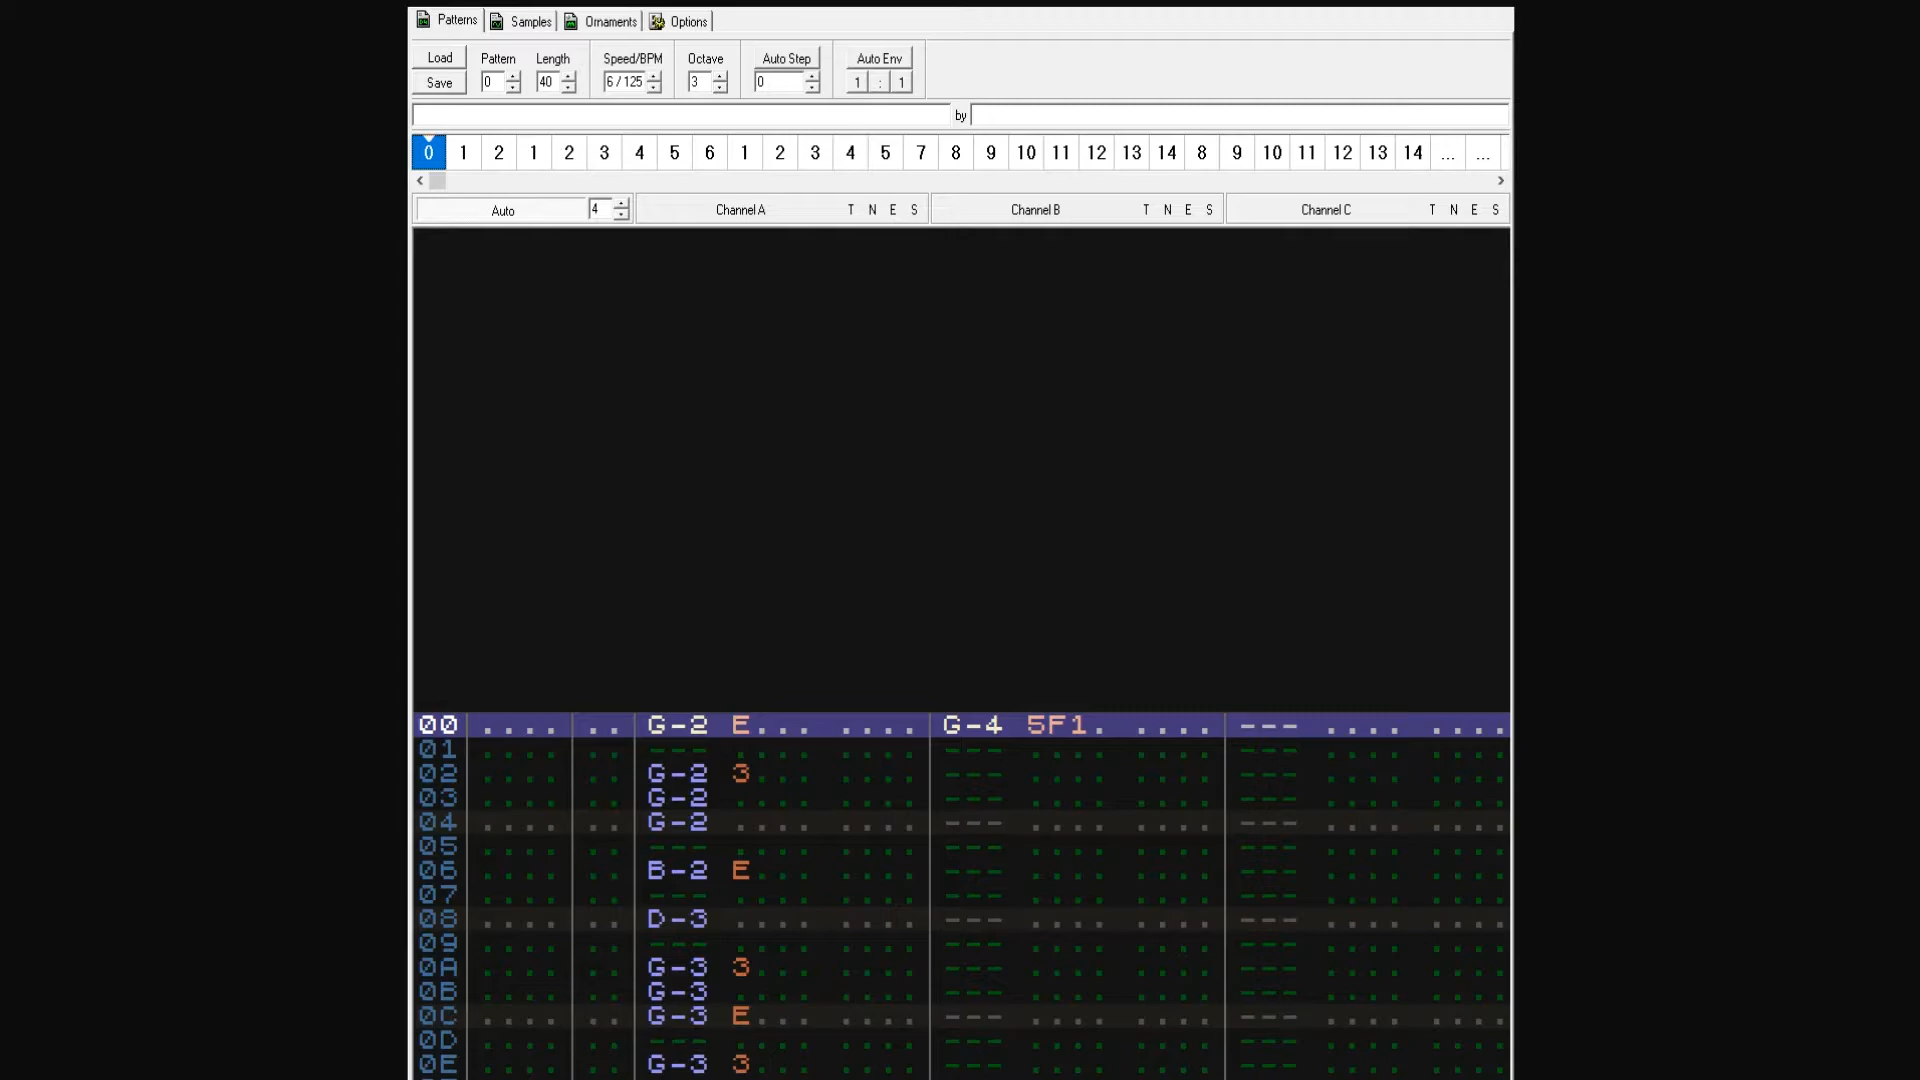 Patterns Samples Ornaments Options
Load Pattern Length Speed/BPM Octave Auto Step Auto Env
Save 0 40 6 / 125 3 0 1 : 1
by
0 1 2 1 2 3 4 5 6 1 2 3 4 5 7 8 9 10 11 12 13 14 8 9 10 11 12 13 14 ... ...
< >
Auto 4 Channel A T N E S Channel B T N E S Channel C T N E S
00 .... .. G-2 E... .... G-4 5F1. .... --- .... ....
01 .... .. --- .... .... --- .... .... --- .... ....
02 .... .. G-2 3... .... --- .... .... --- .... ....
03 .... .. G-2 .... .... --- .... .... --- .... ....
04 .... .. G-2 .... .... --- .... .... --- .... ....
05 .... .. --- .... .... --- .... .... --- .... ....
06 .... .. B-2 E... .... --- .... .... --- .... ....
07 .... .. --- .... .... --- .... .... --- .... ....
08 .... .. D-3 .... .... --- .... .... --- .... ....
09 .... .. --- .... .... --- .... .... --- .... ....
0A .... .. G-3 3... .... --- .... .... --- .... ....
0B .... .. G-3 .... .... --- .... .... --- .... ....
0C .... .. G-3 E... .... --- .... .... --- .... ....
0D .... .. --- .... .... --- .... .... --- .... ....
0E .... .. G-3 3... .... --- .... .... --- .... ....